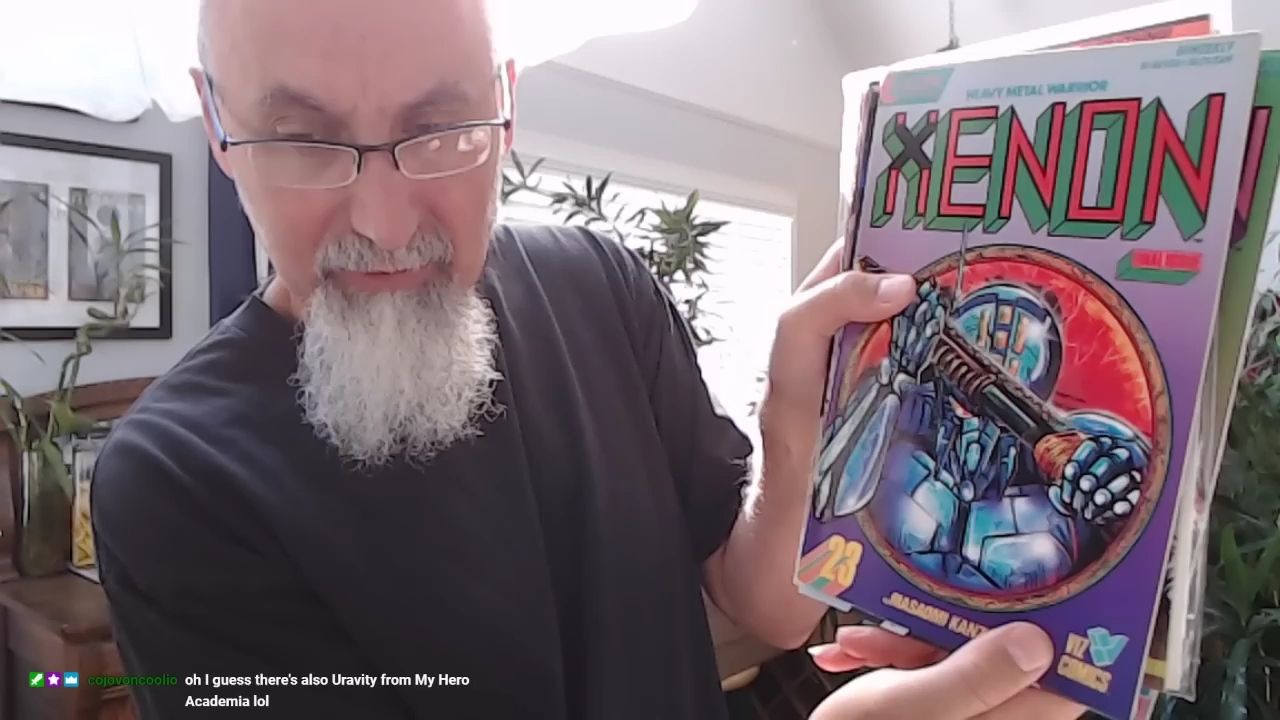 HEAVY METAL WARRIOR
XENON
23
MASAOMI
VIZ
COMICS
cojovoncoolio oh I guess there's also Uravity from My Hero
Academia lol